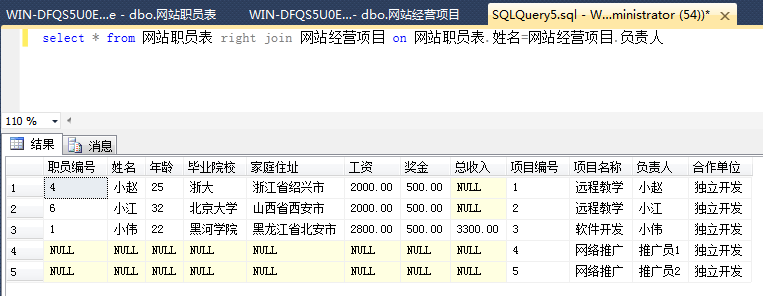 WIN-DFQS5U0E...e - dbo.网站职员表 WIN-DFQS5U0E...- dbo.网站经营项目 SQLQuery5.sql - W...ministrator (54))* ×
select * from 网站职员表 right join 网站经营项目 on 网站职员表.姓名=网站经营项目.负责人
110 %
结果 消息
职员编号 姓名 年龄 毕业院校 家庭住址 工资 奖金 总收入 项目编号 项目名称 负责人 合作单位
1 4 小赵 25 浙大 浙江省绍兴市 2000.00 500.00 NULL 1 远程教学 小赵 独立开发
2 6 小江 32 北京大学 山西省西安市 2000.00 500.00 NULL 2 远程教学 小江 独立开发
3 1 小伟 22 黑河学院 黑龙江省北安市 2800.00 500.00 3300.00 3 软件开发 小伟 独立开发
4 NULL NULL NULL NULL NULL NULL NULL NULL 4 网络推广 推广员1 独立开发
5 NULL NULL NULL NULL NULL NULL NULL NULL 5 网络推广 推广员2 独立开发